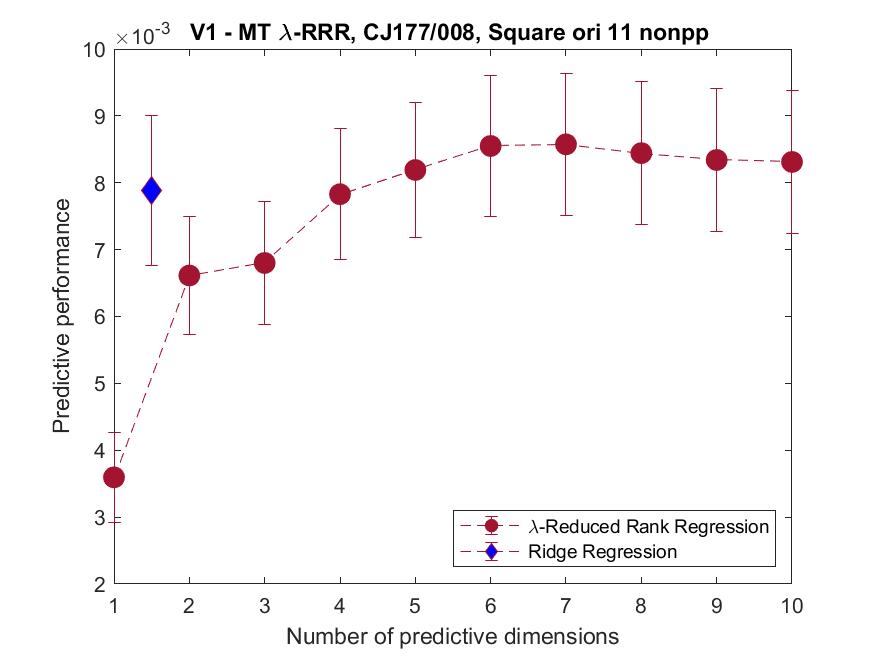 ×10-3
V1 - MT λ-RRR, CJ177/008, Square ori 11 nonpp
10
9
8
7
6
5
4
3
2
Predictive performance
λ-Reduced Rank Regression
Ridge Regression
1 2 3 4 5 6 7 8 9 10
Number of predictive dimensions